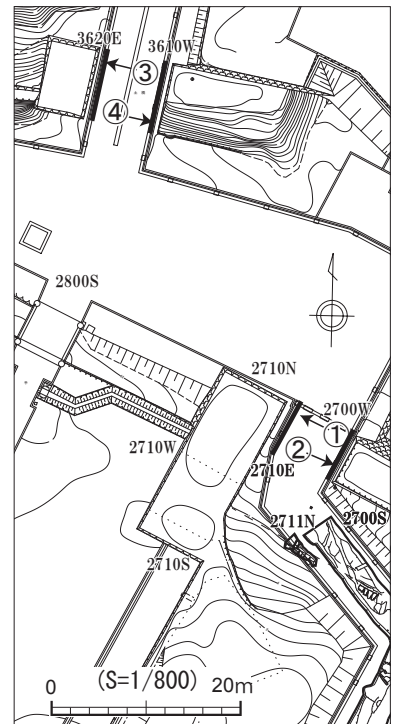 3620E
3610W
③
④
2800S
2710N
2700W
①
2710W
②
2710E
2711N
2700S
2710S
(S=1/800)
0 20m